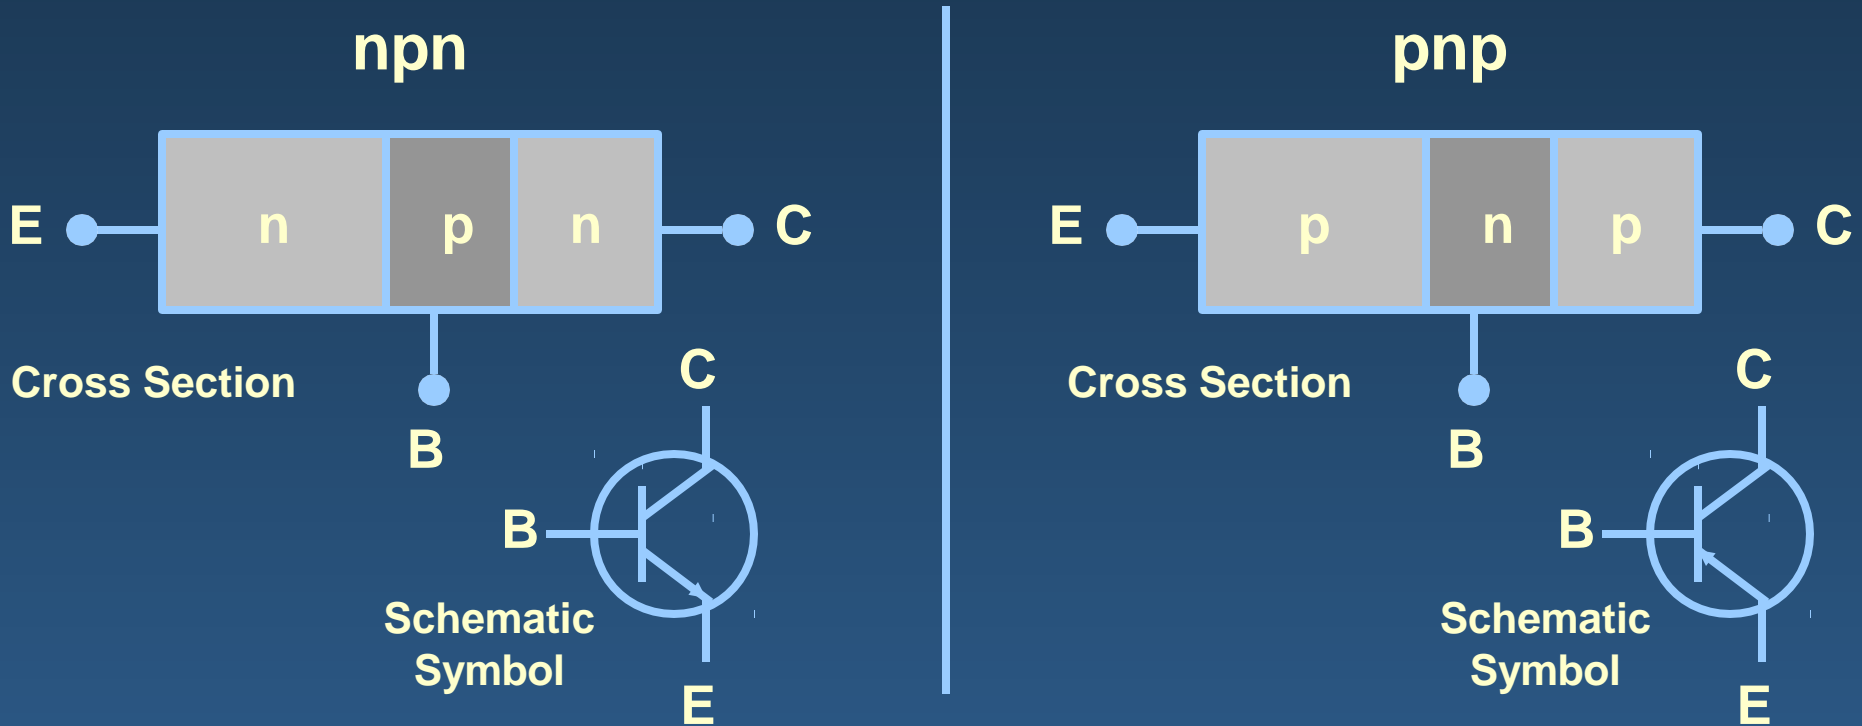 npn
E
n
p
n
C
Cross Section
B
C
B
Schematic
Symbol
E
pnp
E
p
n
p
C
Cross Section
B
C
B
Schematic
Symbol
E